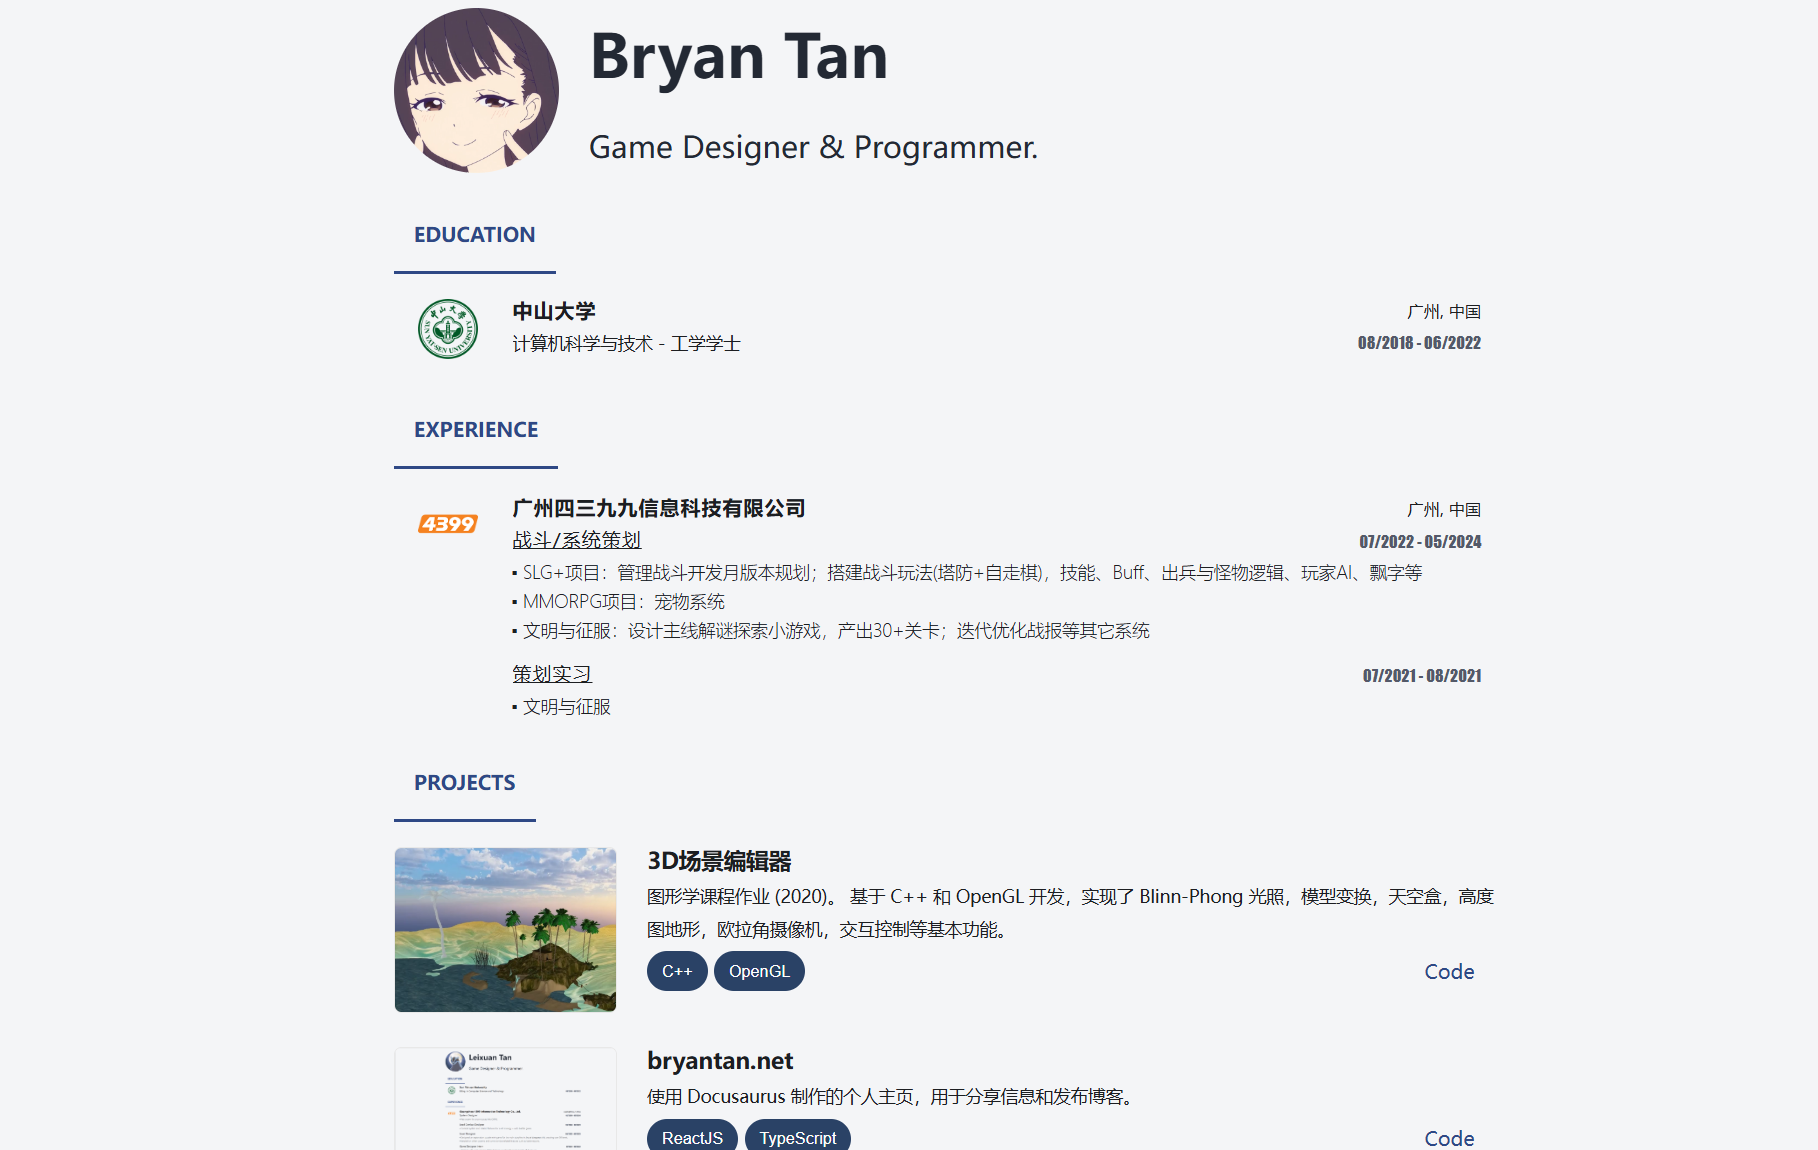 Bryan Tan
Game Designer & Programmer.
EDUCATION
中山大学
广州, 中国
计算机科学与技术 - 工学学士
08/2018 - 06/2022
EXPERIENCE
4399
广州四三九九信息科技有限公司
广州, 中国
战斗/系统策划
07/2022 - 05/2024
▪ SLG+项目：管理战斗开发月版本规划；搭建战斗玩法(塔防+自走棋)，技能、Buff、出兵与怪物逻辑、玩家AI、飘字等
▪ MMORPG项目：宠物系统
▪ 文明与征服：设计主线解谜探索小游戏，产出30+关卡；迭代优化战报等其它系统
策划实习
07/2021 - 08/2021
▪ 文明与征服
PROJECTS
3D场景编辑器
图形学课程作业 (2020)。 基于 C++ 和 OpenGL 开发，实现了 Blinn-Phong 光照，模型变换，天空盒，高度
图地形，欧拉角摄像机，交互控制等基本功能。
C++ OpenGL
Code
Leixuan Tan
Game Designer & Programmer
bryantan.net
使用 Docusaurus 制作的个人主页，用于分享信息和发布博客。
ReactJS TypeScript
Code